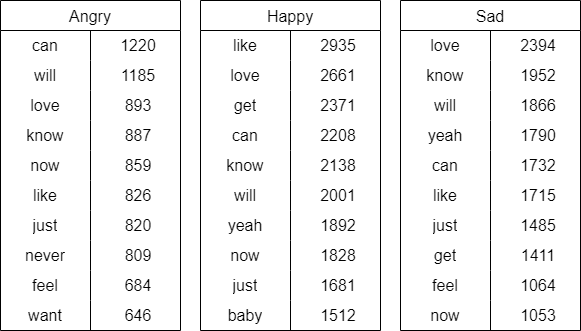 Angry Happy Sad
can 1220 like 2935 love 2394
will 1185 love 2661 know 1952
love 893 get 2371 will 1866
know 887 can 2208 yeah 1790
now 859 know 2138 can 1732
like 826 will 2001 like 1715
just 820 yeah 1892 just 1485
never 809 now 1828 get 1411
feel 684 just 1681 feel 1064
want 646 baby 1512 now 1053